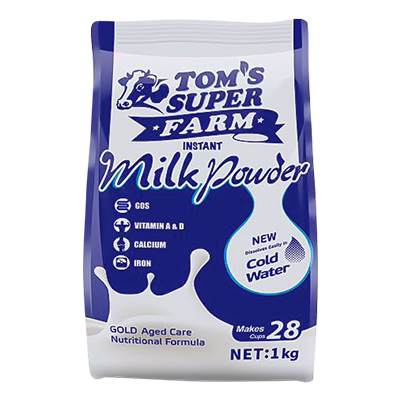 TOM'S
SUPER
FARM
INSTANT
Milk Powder
GOS
VITAMIN A & D
CALCIUM
IRON
NEW
Dissolves Easily in
Cold
Water
GOLD Aged Care
Nutritional Formula
Makes
Cups
28
NET:1kg